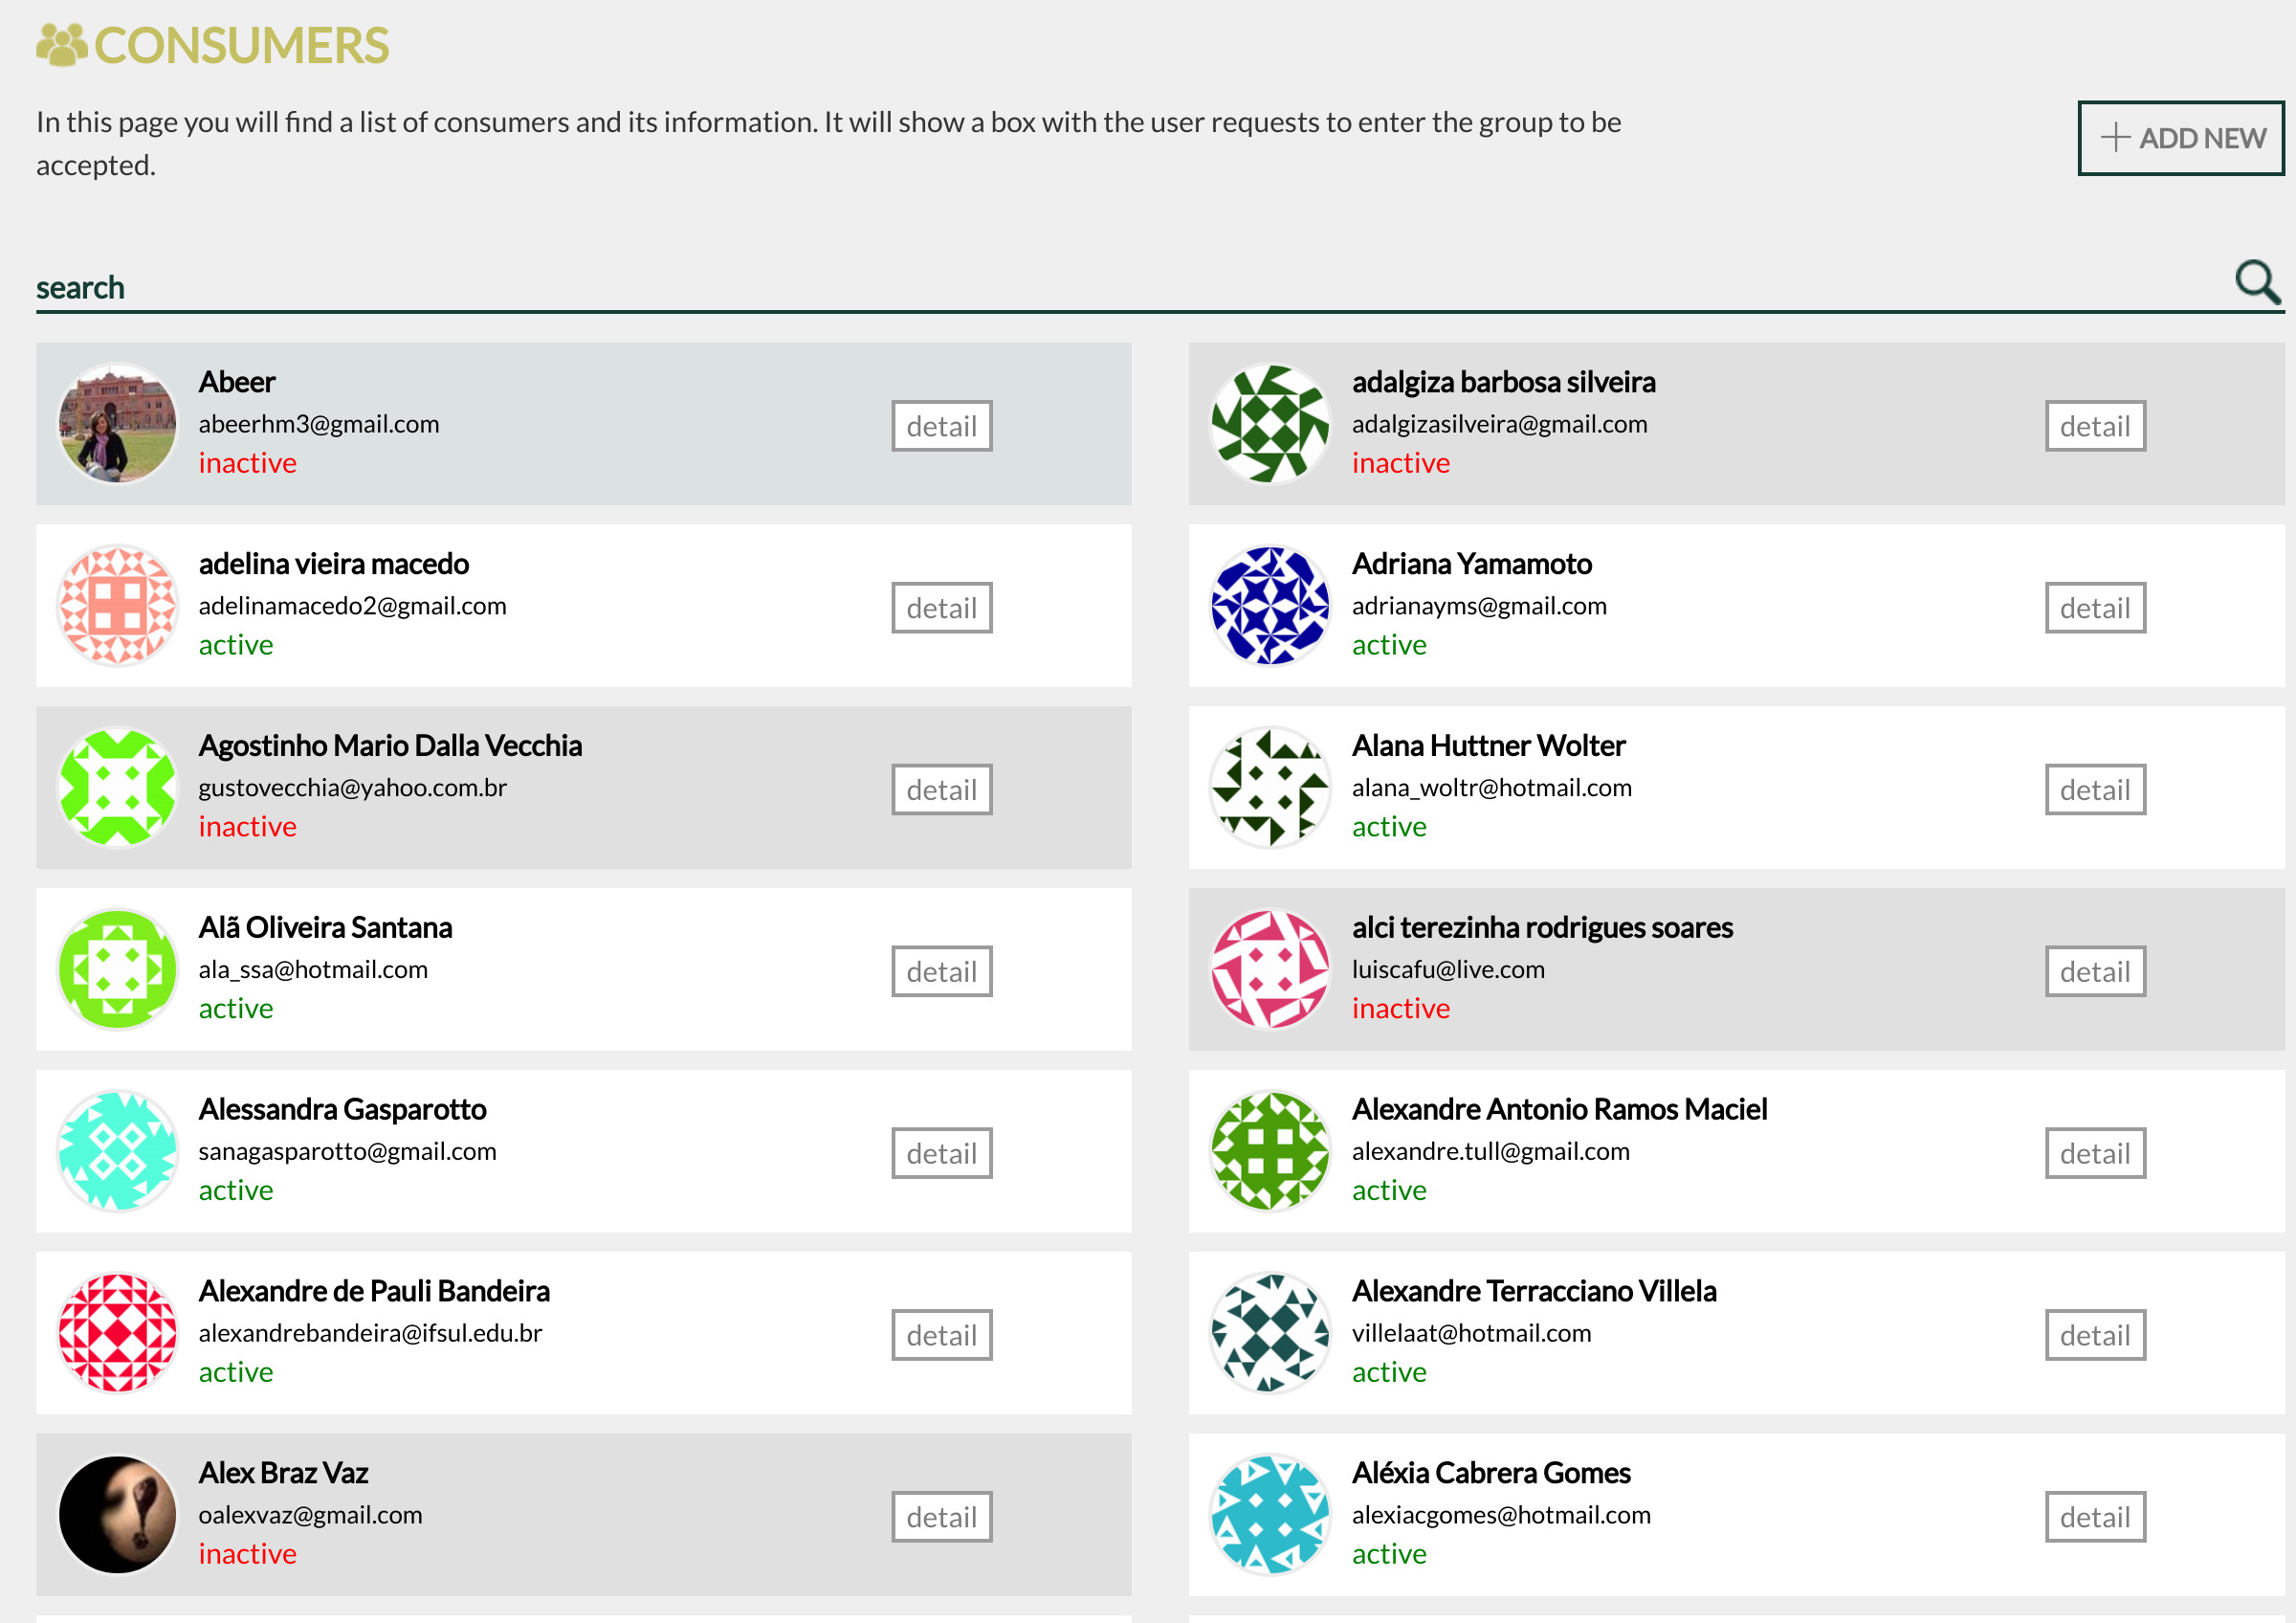 CONSUMERS
In this page you will find a list of consumers and its information. It will show a box with the user requests to enter the group to be
accepted.
ADD NEW
search
Abeer
abeerhm3@gmail.com
inactive
detail
adalgiza barbosa silveira
adalgizasilveira@gmail.com
inactive
detail
adelina vieira macedo
adelinamacedo2@gmail.com
active
detail
Adriana Yamamoto
adrianayms@gmail.com
active
detail
Agostinho Mario Dalla Vecchia
gustovecchia@yahoo.com.br
inactive
detail
Alana Huttner Wolter
alana_woltr@hotmail.com
active
detail
Alã Oliveira Santana
ala_ssa@hotmail.com
active
detail
alci terezinha rodrigues soares
luiscafu@live.com
inactive
detail
Alessandra Gasparotto
sanagasparotto@gmail.com
active
detail
Alexandre Antonio Ramos Maciel
alexandre.tull@gmail.com
active
detail
Alexandre de Pauli Bandeira
alexandrebandeira@ifsul.edu.br
active
detail
Alexandre Terracciano Villela
villelaat@hotmail.com
active
detail
Alex Braz Vaz
oalexvaz@gmail.com
inactive
detail
Aléxia Cabrera Gomes
alexiacgomes@hotmail.com
active
detail